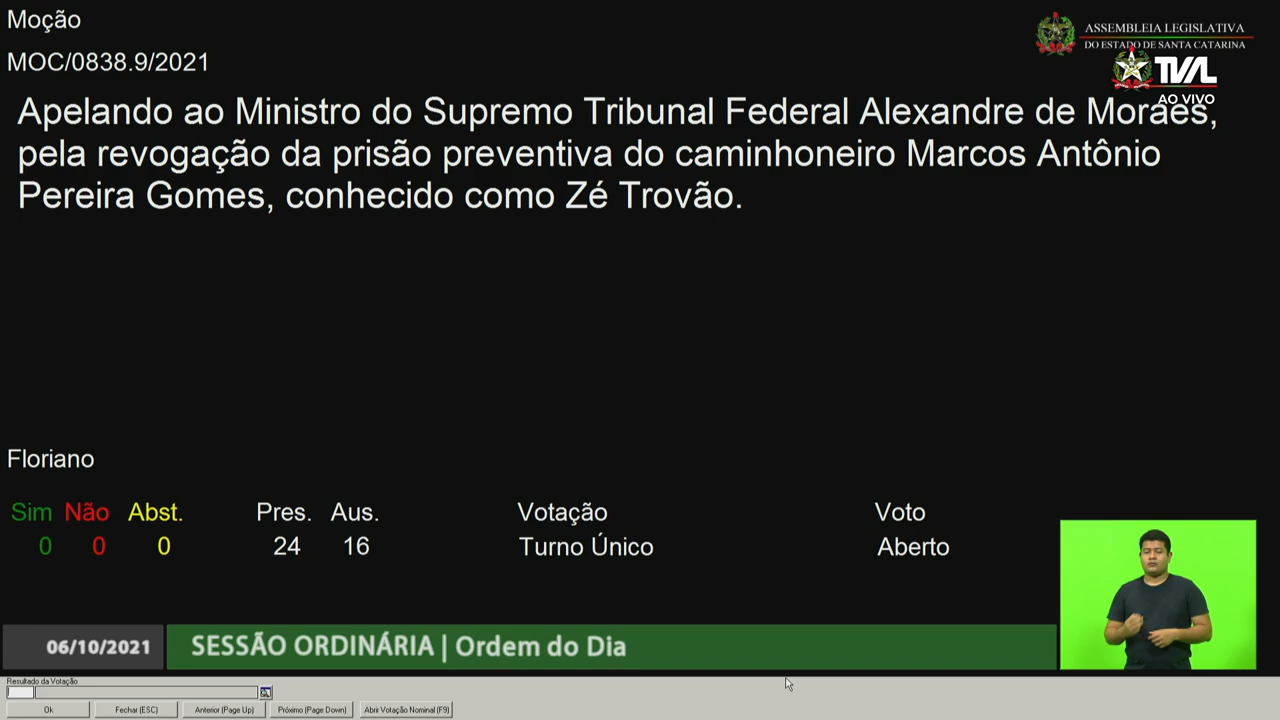 Moção
ASSEMBLEIA LEGISLATIVA
DO ESTADO DE SANTA CATARINA
MOC/0838.9/2021
TVAL
AO VIVO
Apelando ao Ministro do Supremo Tribunal Federal Alexandre de Moraes,
pela revogação da prisão preventiva do caminhoneiro Marcos Antônio
Pereira Gomes, conhecido como Zé Trovão.
Floriano
Sim Não Abst. Pres. Aus. Votação Voto
0 0 0 24 16 Turno Único Aberto
06/10/2021 SESSÃO ORDINÁRIA | Ordem do Dia
Resultado da Votação
Ok Fechar (ESC) Anterior (Page Up) Próximo (Page Down) Abrir Votação Nominal (F9)